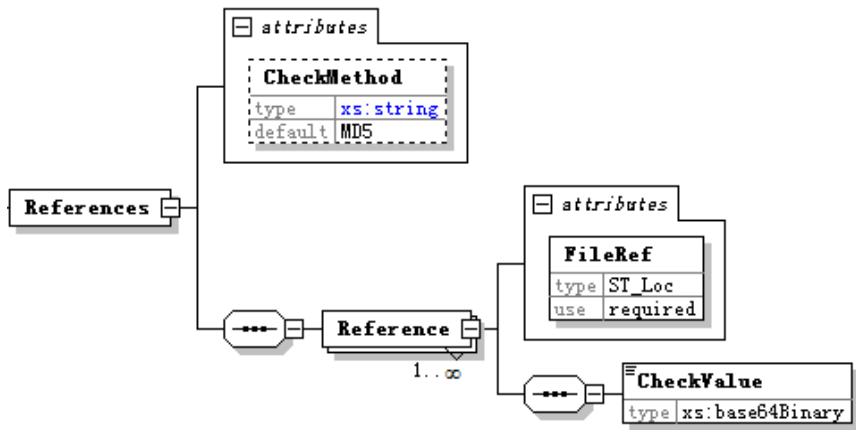 attributes
CheckMethod
type xs:string
default MD5
References
attributes
FileRef
type ST_Loc
use required
Reference
1..∞
CheckValue
type xs:base64Binary